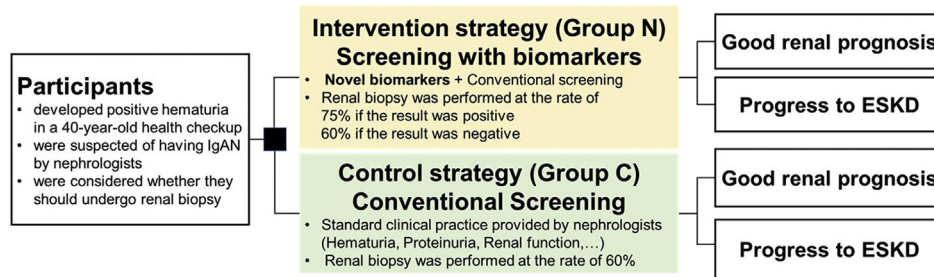 Participants
• developed positive hematuria
in a 40-year-old health checkup
• were suspected of having IgAN
by nephrologists
• were considered whether they
should undergo renal biopsy
Intervention strategy (Group N)
Screening with biomarkers
• Novel biomarkers + Conventional screening
• Renal biopsy was performed at the rate of
75% if the result was positive
60% if the result was negative
Control strategy (Group C)
Conventional Screening
• Standard clinical practice provided by nephrologists
(Hematuria, Proteinuria, Renal function,…)
• Renal biopsy was performed at the rate of 60%
Good renal prognosis
Progress to ESKD
Good renal prognosis
Progress to ESKD